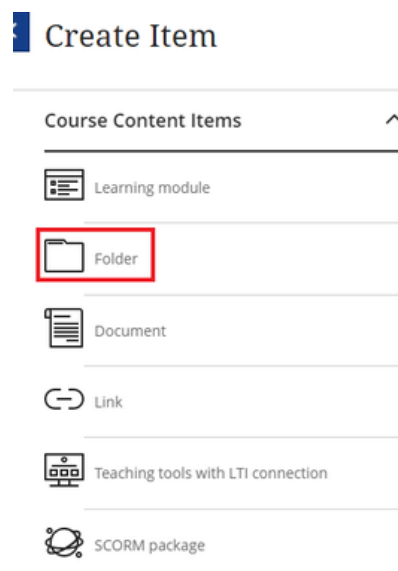 Create Item
Course Content Items
Learning module
Folder
Document
Link
Teaching tools with LTI connection
SCORM package